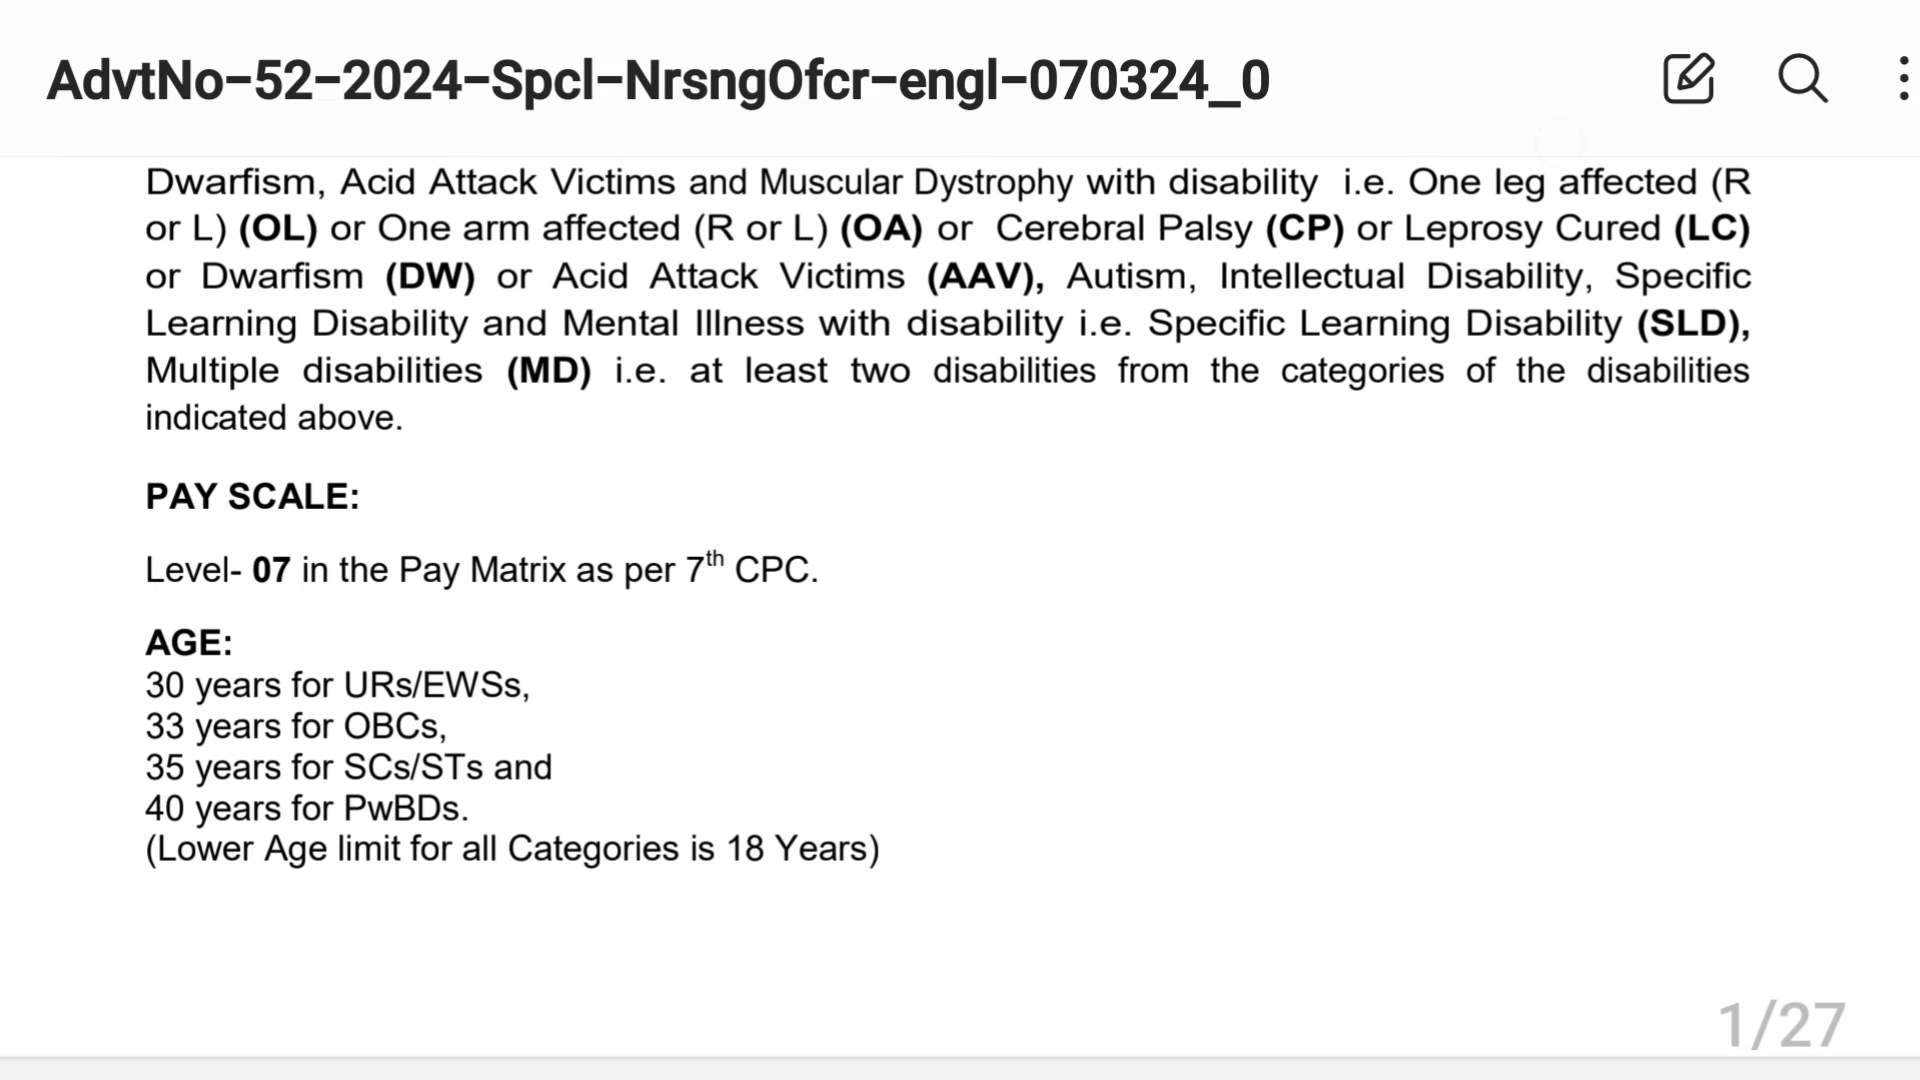 AdvtNo-52-2024-Spcl-NrsngOfcr-engl-070324_0
Dwarfism, Acid Attack Victims and Muscular Dystrophy with disability i.e. One leg affected (R
or L) (OL) or One arm affected (R or L) (OA) or Cerebral Palsy (CP) or Leprosy Cured (LC)
or Dwarfism (DW) or Acid Attack Victims (AAV), Autism, Intellectual Disability, Specific
Learning Disability and Mental Illness with disability i.e. Specific Learning Disability (SLD),
Multiple disabilities (MD) i.e. at least two disabilities from the categories of the disabilities
indicated above.
PAY SCALE:
Level- 07 in the Pay Matrix as per 7th CPC.
AGE:
30 years for URs/EWSs,
33 years for OBCs,
35 years for SCs/STs and
40 years for PwBDs.
(Lower Age limit for all Categories is 18 Years)
1/27